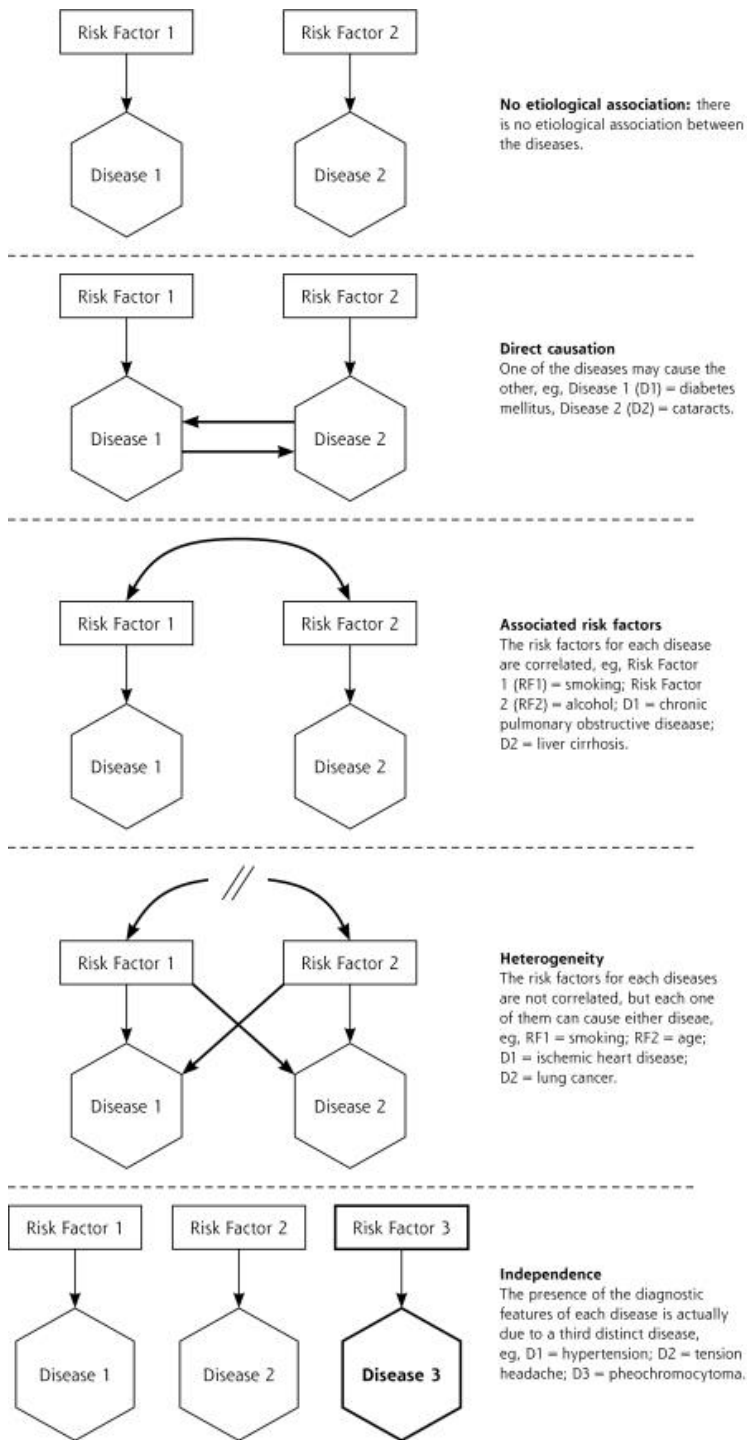 Risk Factor 1
Risk Factor 2
Disease 1
Disease 2
No etiological association: there
is no etiological association between
the diseases.
Risk Factor 1
Risk Factor 2
Disease 1
Disease 2
Direct causation
One of the diseases may cause the
other, eg, Disease 1 (D1) = diabetes
mellitus, Disease 2 (D2) = cataracts.
Risk Factor 1
Risk Factor 2
Disease 1
Disease 2
Associated risk factors
The risk factors for each disease
are correlated, eg, Risk Factor
1 (RF1) = smoking; Risk Factor
2 (RF2) = alcohol; D1 = chronic
pulmonary obstructive diseaase;
D2 = liver cirrhosis.
Risk Factor 1
Risk Factor 2
Disease 1
Disease 2
Heterogeneity
The risk factors for each diseases
are not correlated, but each one
of them can cause either diseae,
eg, RF1 = smoking; RF2 = age;
D1 = ischemic heart disease;
D2 = lung cancer.
Risk Factor 1
Risk Factor 2
Risk Factor 3
Disease 1
Disease 2
Disease 3
Independence
The presence of the diagnostic
features of each disease is actually
due to a third distinct disease,
eg, D1 = hypertension; D2 = tension
headache; D3 = pheochromycytoma.